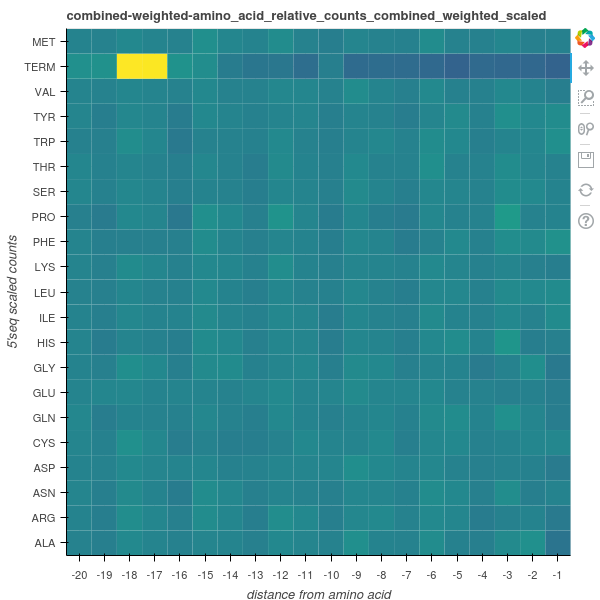 combined-weighted-amino_acid_relative_counts_combined_weighted_scaled
MET
TERM
VAL
TYR
TRP
THR
SER
PRO
PHE
LYS
LEU
ILE
HIS
GLY
GLU
GLN
CYS
ASP
ASN
ARG
ALA
5'seq scaled counts
-20 -19 -18 -17 -16 -15 -14 -13 -12 -11 -10 -9 -8 -7 -6 -5 -4 -3 -2 -1
distance from amino acid